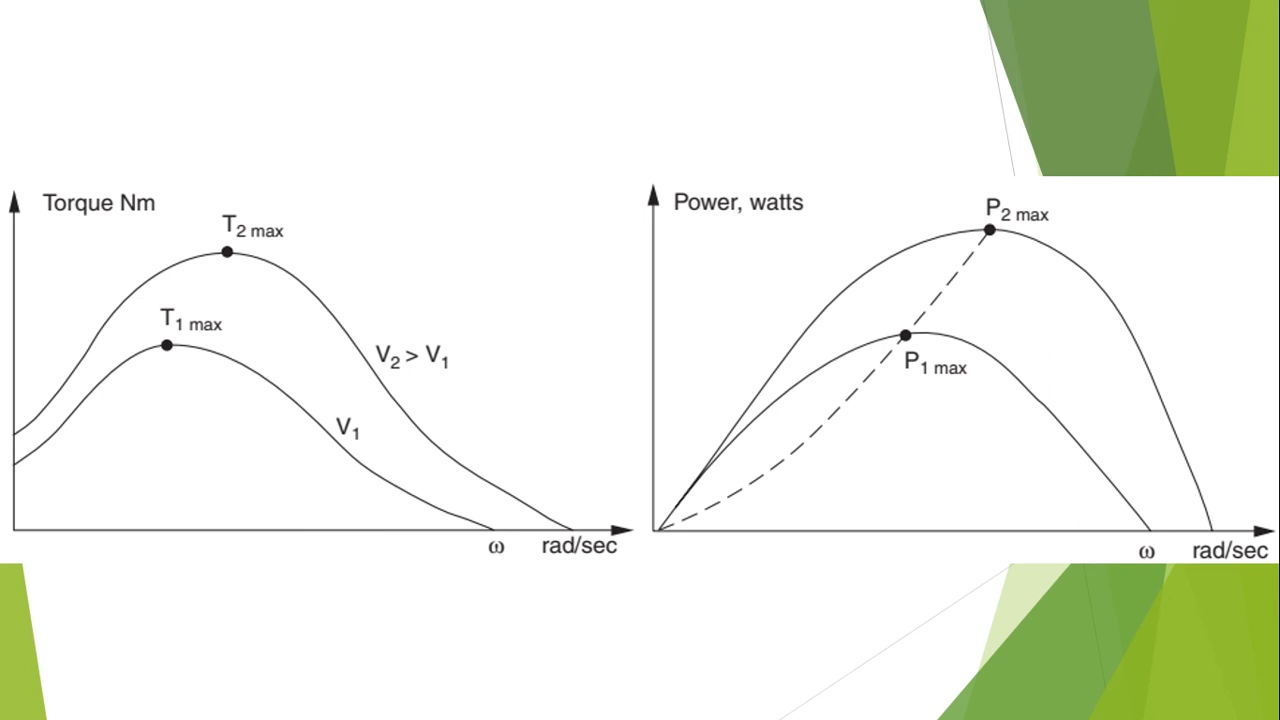 Torque Nm
T2 max
T1 max
V2 > V1
V1
ω rad/sec
Power, watts
P2 max
P1 max
ω rad/sec